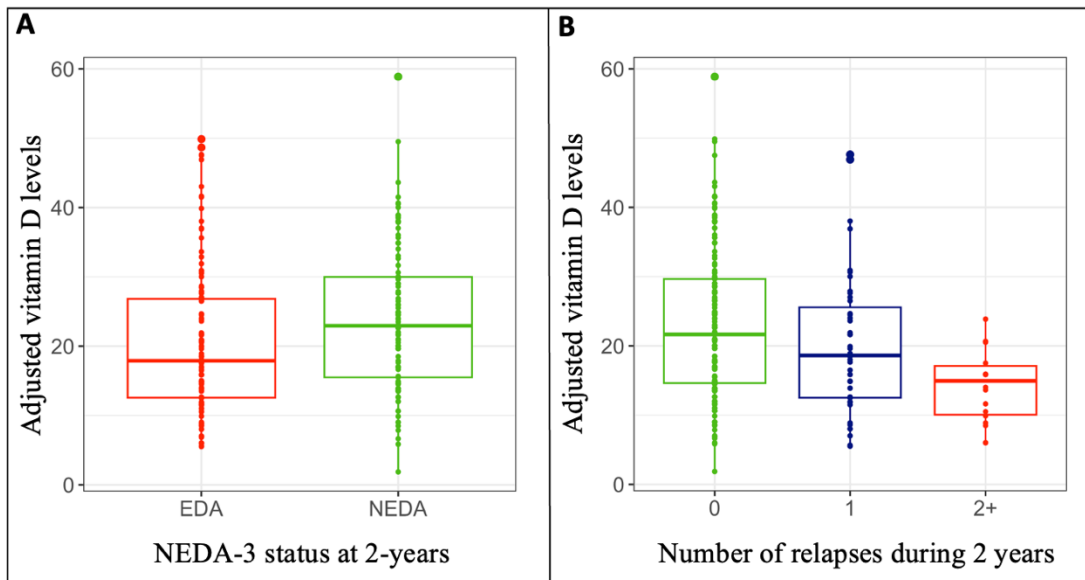 A
Adjusted vitamin D levels
60
40
20
0
EDA NEDA
NEDA-3 status at 2-years
B
Adjusted vitamin D levels
60
40
20
0
0 1 2+
Number of relapses during 2 years